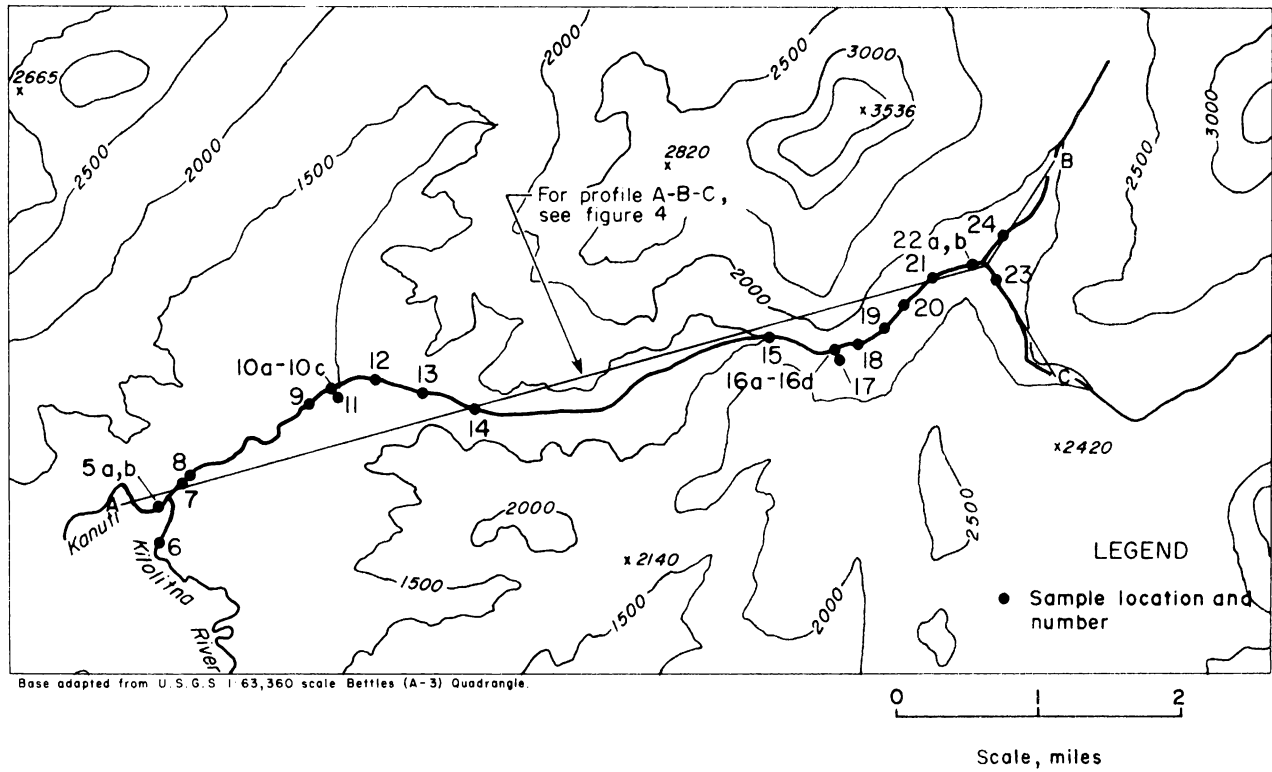 2000
2500
3000
2665
3536
3000
2500
2000
1500
2820
2500
B
For profile A-B-C,
see figure 4
24
22 a, b
21
23
2000
20
19
15
18
12
10a-10c
13
16a-16d
17
C
9
11
14
2420
8
5 a,b
7
A
2500
Kanuti
2000
6
LEGEND
Kilolitna
River
1500
2140
1500
2000
Sample location and
number
Base adapted from U.S.G.S 1:63,360 scale Bettles (A-3) Quadrangle.
0 1 2
Scale, miles